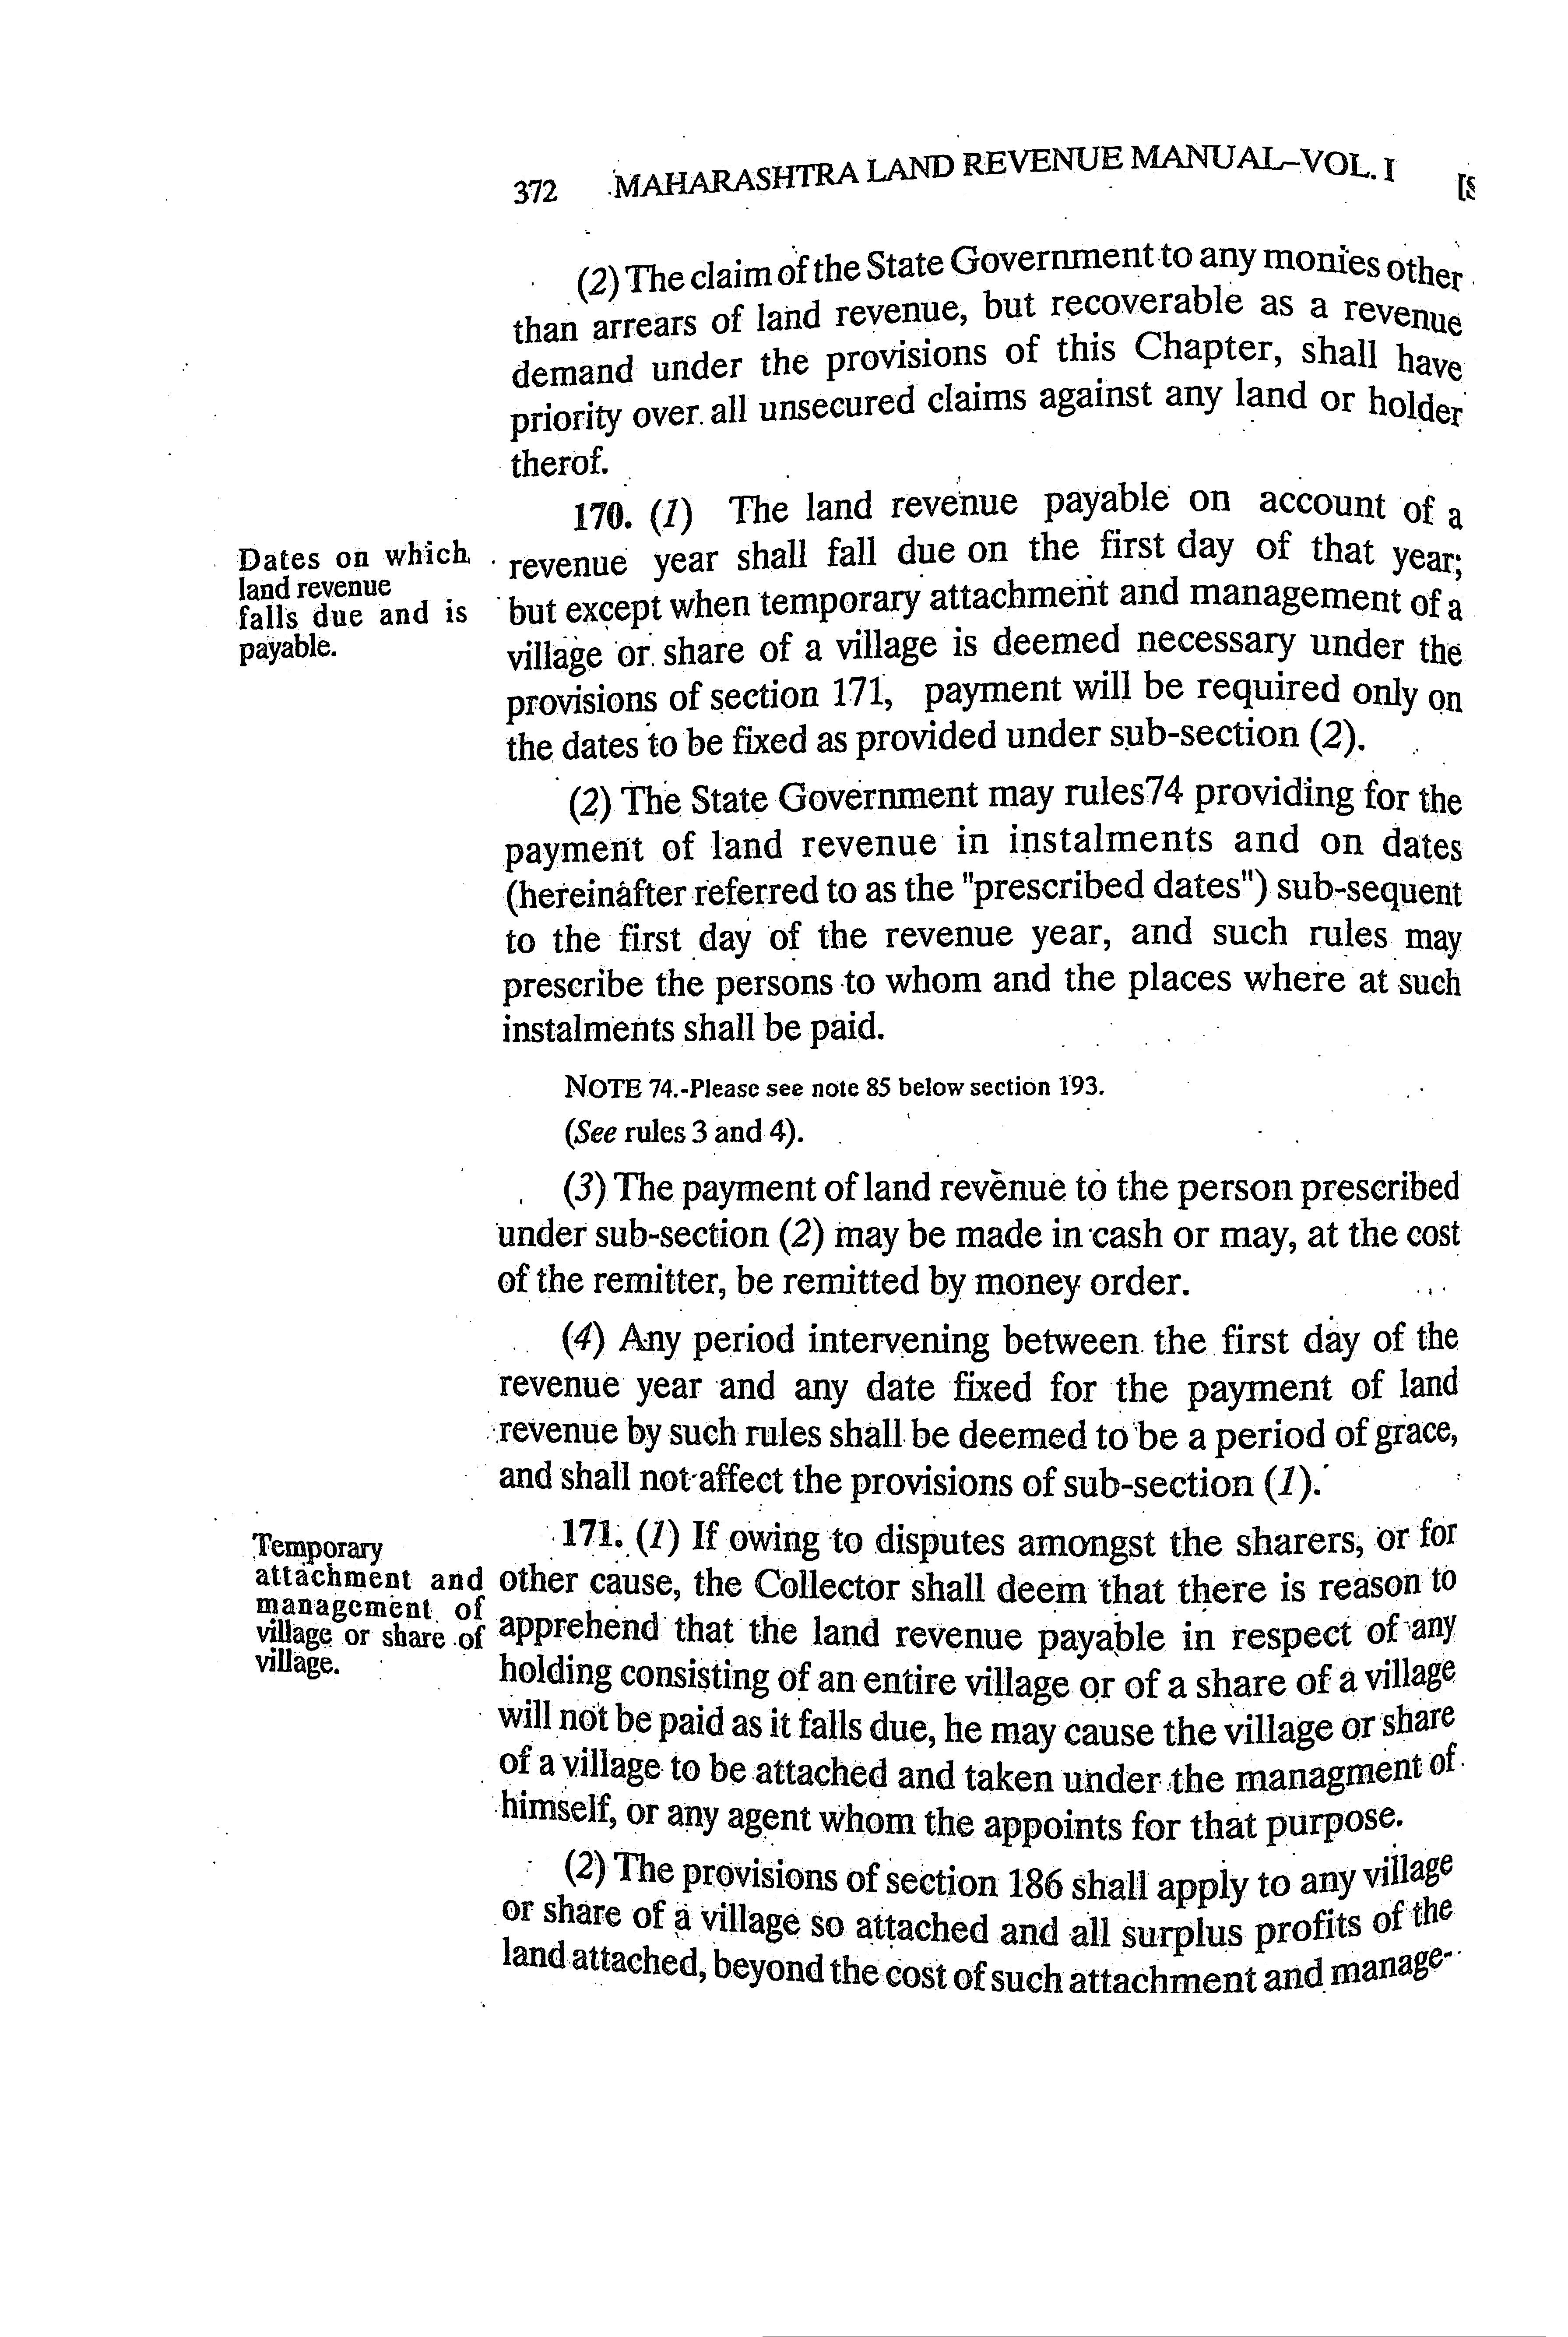 372 MAHARASHTRA LAND REVENUE MANUAL–VOL. I [§
(2) The claim of the State Government to any monies other
than arrears of land revenue, but recoverable as a revenue
demand under the provisions of this Chapter, shall have
priority over all unsecured claims against any land or holder
therof.
Dates on which
land revenue
falls due and is
payable.
170. (1) The land revenue payable on account of a
revenue year shall fall due on the first day of that year;
but except when temporary attachment and management of a
village or share of a village is deemed necessary under the
provisions of section 171, payment will be required only on
the dates to be fixed as provided under sub-section (2).
(2) The State Government may rules74 providing for the
payment of land revenue in instalments and on dates
(hereinafter referred to as the "prescribed dates") sub-sequent
to the first day of the revenue year, and such rules may
prescribe the persons to whom and the places where at such
instalments shall be paid.
NOTE 74.-Please see note 85 below section 193.
(See rules 3 and 4).
(3) The payment of land revenue to the person prescribed
under sub-section (2) may be made in cash or may, at the cost
of the remitter, be remitted by money order.
(4) Any period intervening between the first day of the
revenue year and any date fixed for the payment of land
revenue by such rules shall be deemed to be a period of grace,
and shall not affect the provisions of sub-section (1).
Temporary
attachment and
management of
village or share of
village.
171. (1) If owing to disputes amongst the sharers, or for
other cause, the Collector shall deem that there is reason to
apprehend that the land revenue payable in respect of any
holding consisting of an entire village or of a share of a village
will not be paid as it falls due, he may cause the village or share
of a village to be attached and taken under the managment of
himself, or any agent whom the appoints for that purpose.
(2) The provisions of section 186 shall apply to any village
or share of a village so attached and all surplus profits of the
land attached, beyond the cost of such attachment and manage-